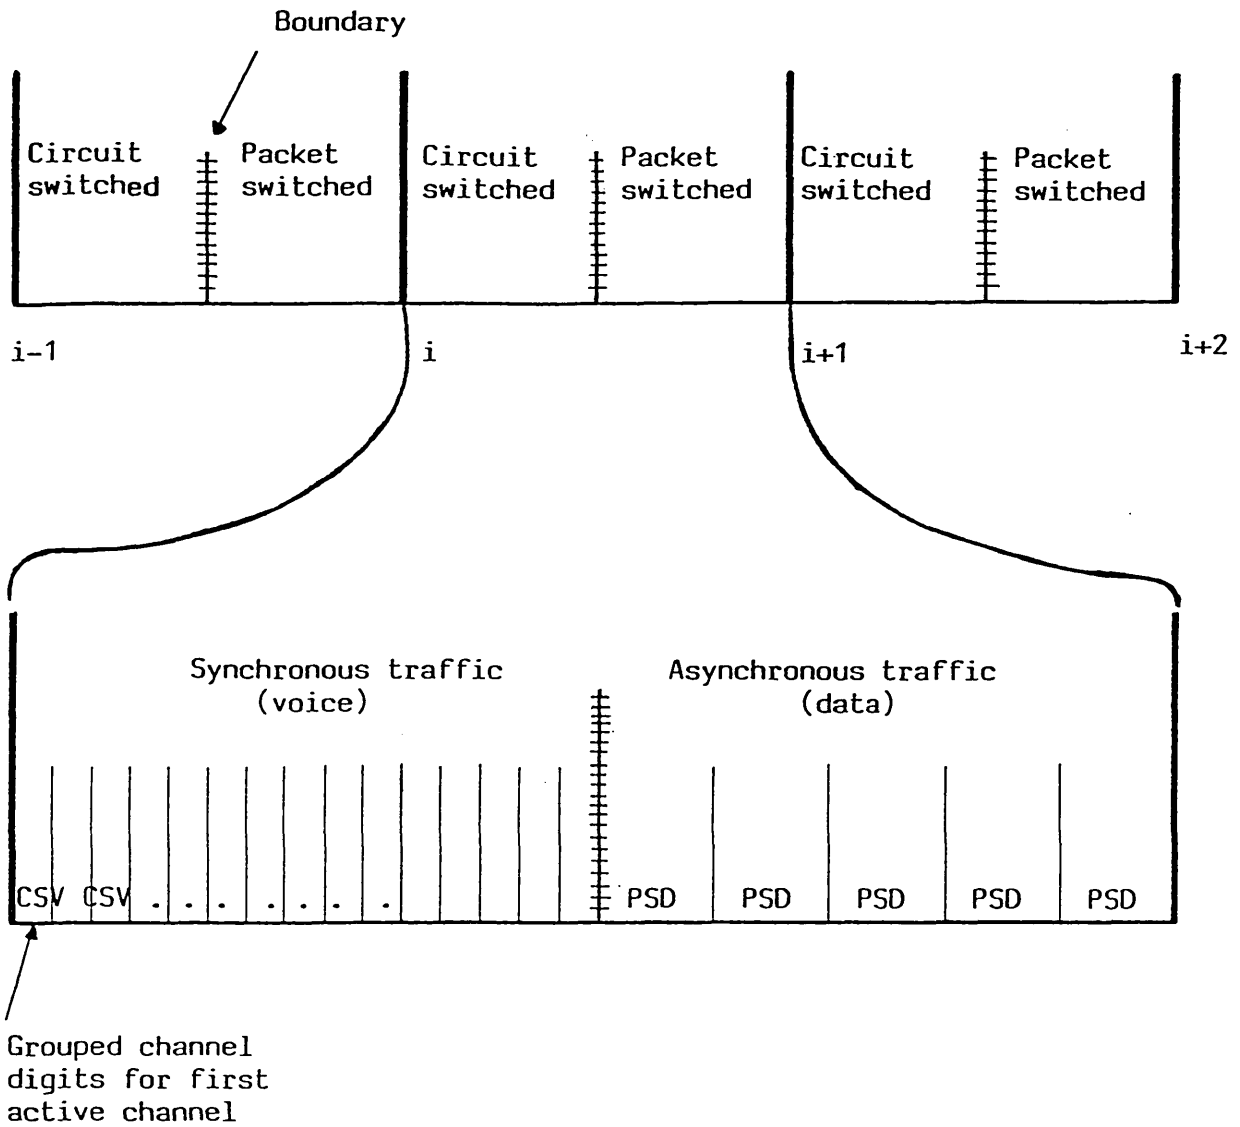 Boundary
Circuit
switched
Packet
switched
Circuit
switched
Packet
switched
Circuit
switched
Packet
switched
i-1
i
i+1
i+2
Synchronous traffic
(voice)
Asynchronous traffic
(data)
CSV CSV . . . . . . .
PSD PSD PSD PSD PSD
Grouped channel
digits for first
active channel